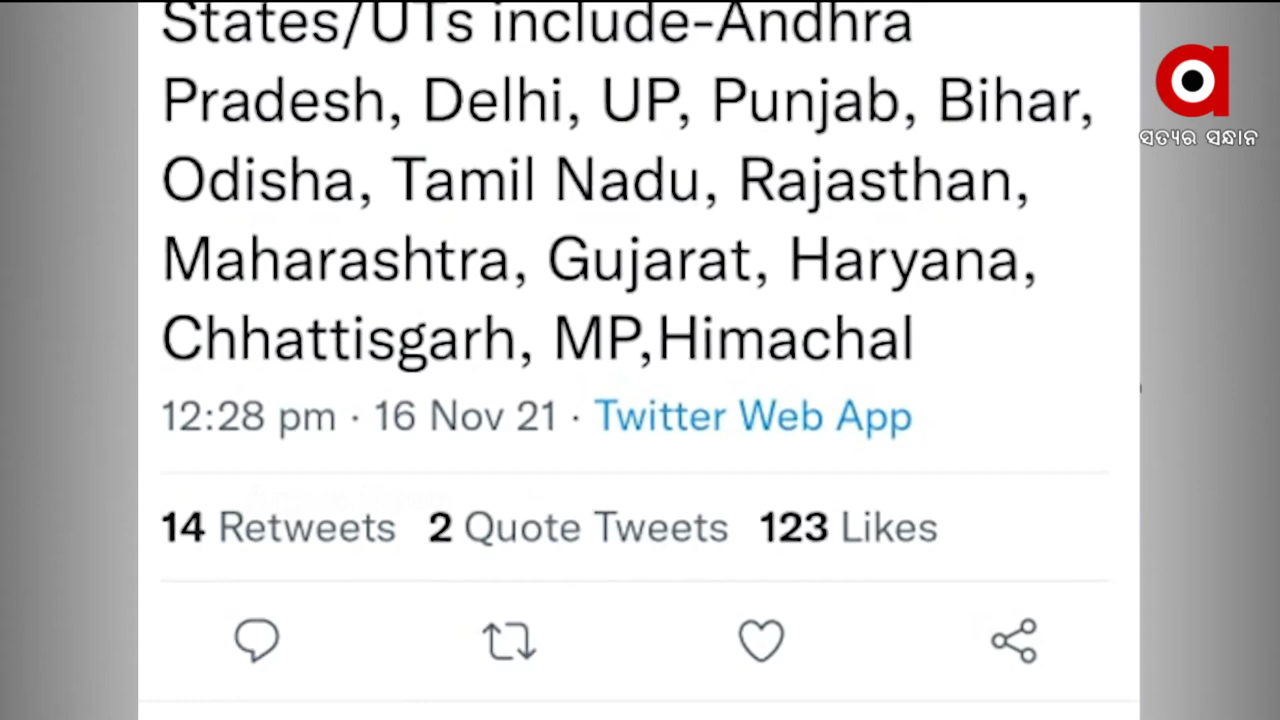 States/UTs include-Andhra
Pradesh, Delhi, UP, Punjab, Bihar,
Odisha, Tamil Nadu, Rajasthan,
Maharashtra, Gujarat, Haryana,
Chhattisgarh, MP,Himachal
12:28 pm · 16 Nov 21 · Twitter Web App
14 Retweets 2 Quote Tweets 123 Likes
ସତ୍ୟର ସନ୍ଧାନ